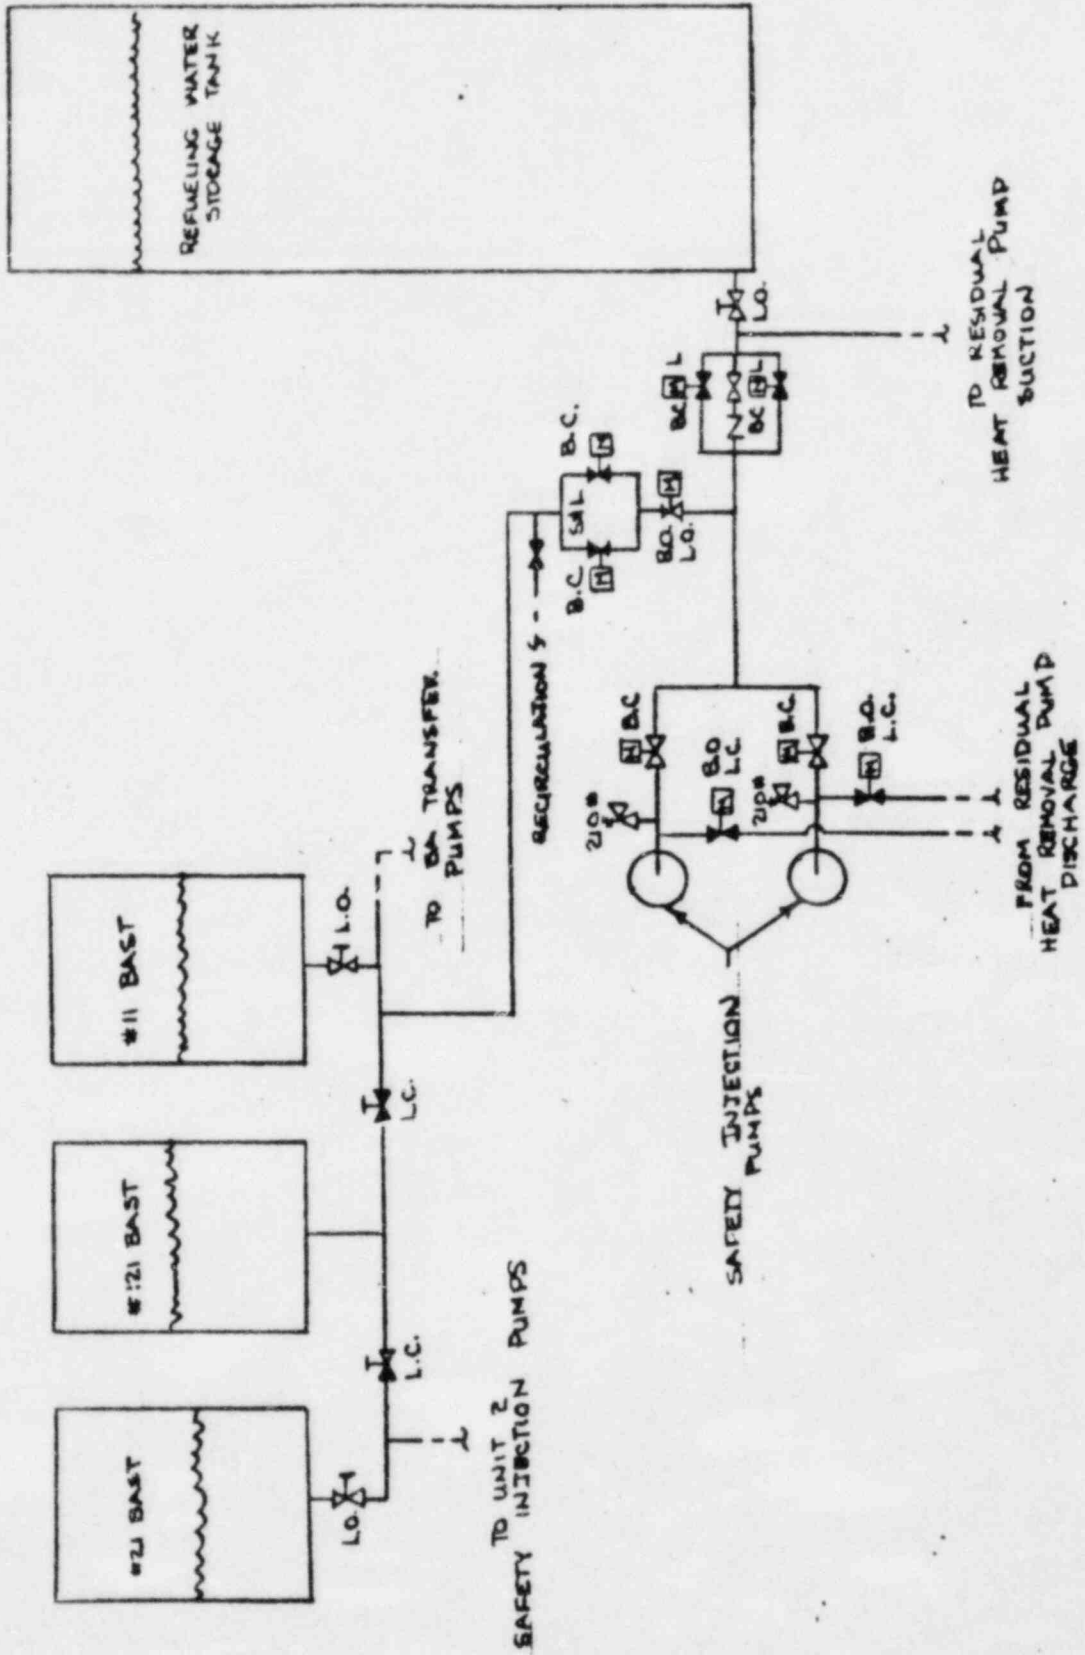 REFUELING WATER
STORAGE TANK
#11 BAST
#121 BAST
#21 BAST
L.O.
L.C.
L.C.
L.O.
TO BA TRANSFER
PUMPS
TO UNIT 2
SAFETY INJECTION PUMPS
RECIRCULATION
B.C.
M
S&L
B.C
M
B.O.
L.O.
M
L.O.
BC
M
L
BC
M
L
TO RESIDUAL
HEAT REMOVAL PUMP
SUCTION
M
B.C
M
B.C.
210#
210#
M
B.O
L.C.
M
B.O.
L.C.
SAFETY INJECTION
PUMPS
FROM RESIDUAL
HEAT REMOVAL PUMP
DISCHARGE